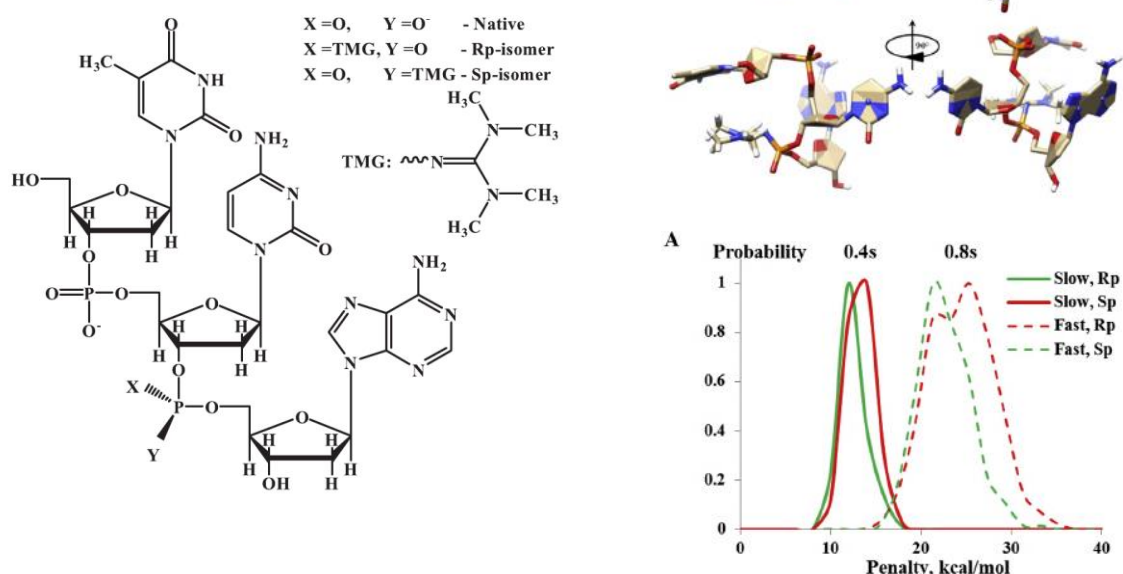 X =O, Y =O⁻ - Native
X =TMG, Y =O - Rp-isomer
X =O, Y =TMG - Sp-isomer
O
H₃C
NH
N
O
HO
O
H H
H H
O
O=P-O
O⁻
NH₂
N
N
O
O
H H
H H
O
X
P-O
Y
NH₂
N
N
N
N
O
H H
OH H
H
TMG:
N
H₃C
CH₃
N
CH₃
N
CH₃
H₃C
90°
A
Probability 0.4s 0.8s
Slow, Rp
Slow, Sp
Fast, Rp
Fast, Sp
1
0.8
0.6
0.4
0.2
0
0 10 20 30 40
Penalty, kcal/mol